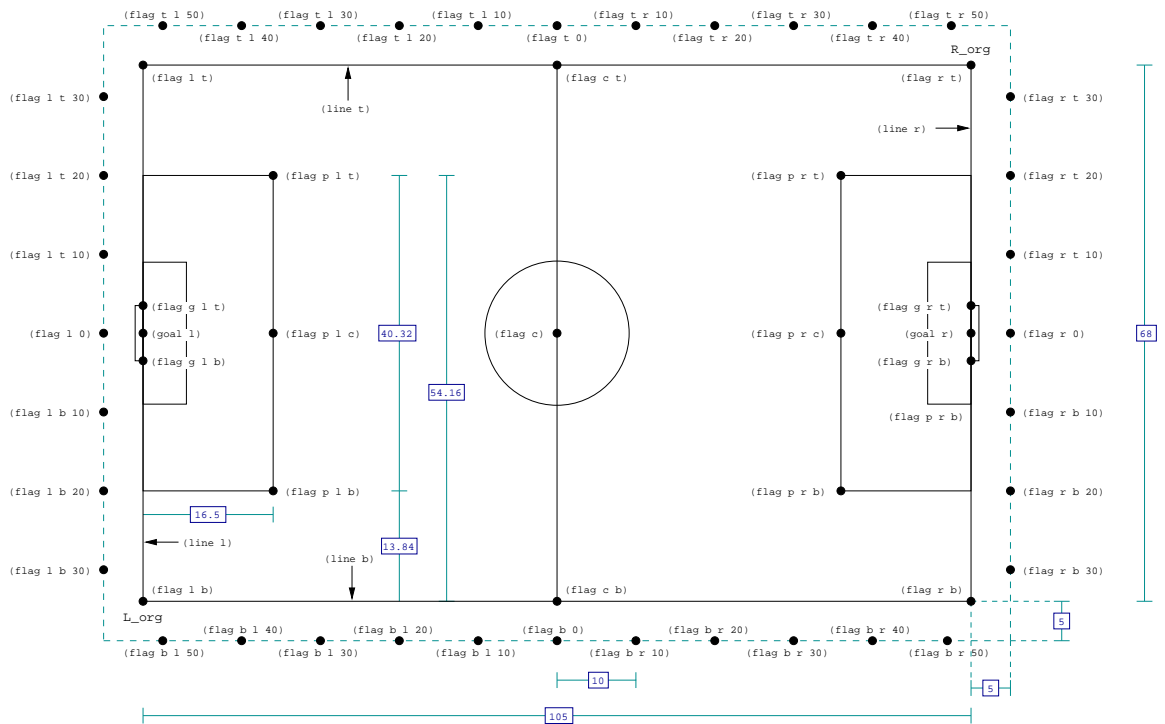 (flag t l 50)
(flag t l 30)
(flag t l 10)
(flag t r 10)
(flag t r 30)
(flag t r 50)
(flag t l 40)
(flag t l 20)
(flag t 0)
(flag t r 20)
(flag t r 40)
R_org
(flag l t)
(flag c t)
(flag r t)
(flag l t 30)
(line t)
(flag r t 30)
(line r)
(flag l t 20)
(flag p l t)
(flag p r t)
(flag r t 20)
(flag l t 10)
(flag r t 10)
(flag g l t)
(flag g r t)
(flag l 0)
(goal l)
(flag p l c)
40.32
(flag c)
(flag p r c)
(goal r)
(flag r 0)
68
(flag g l b)
(flag g r b)
54.16
(flag l b 10)
(flag p r b)
(flag r b 10)
(flag l b 20)
(flag p l b)
(flag p r b)
(flag r b 20)
16.5
(line l)
13.84
(line b)
(flag l b 30)
(flag r b 30)
(flag l b)
(flag c b)
(flag r b)
L_org
5
(flag b l 40)
(flag b l 20)
(flag b 0)
(flag b r 20)
(flag b r 40)
(flag b l 50)
(flag b l 30)
(flag b l 10)
(flag b r 10)
(flag b r 30)
(flag b r 50)
10
5
105